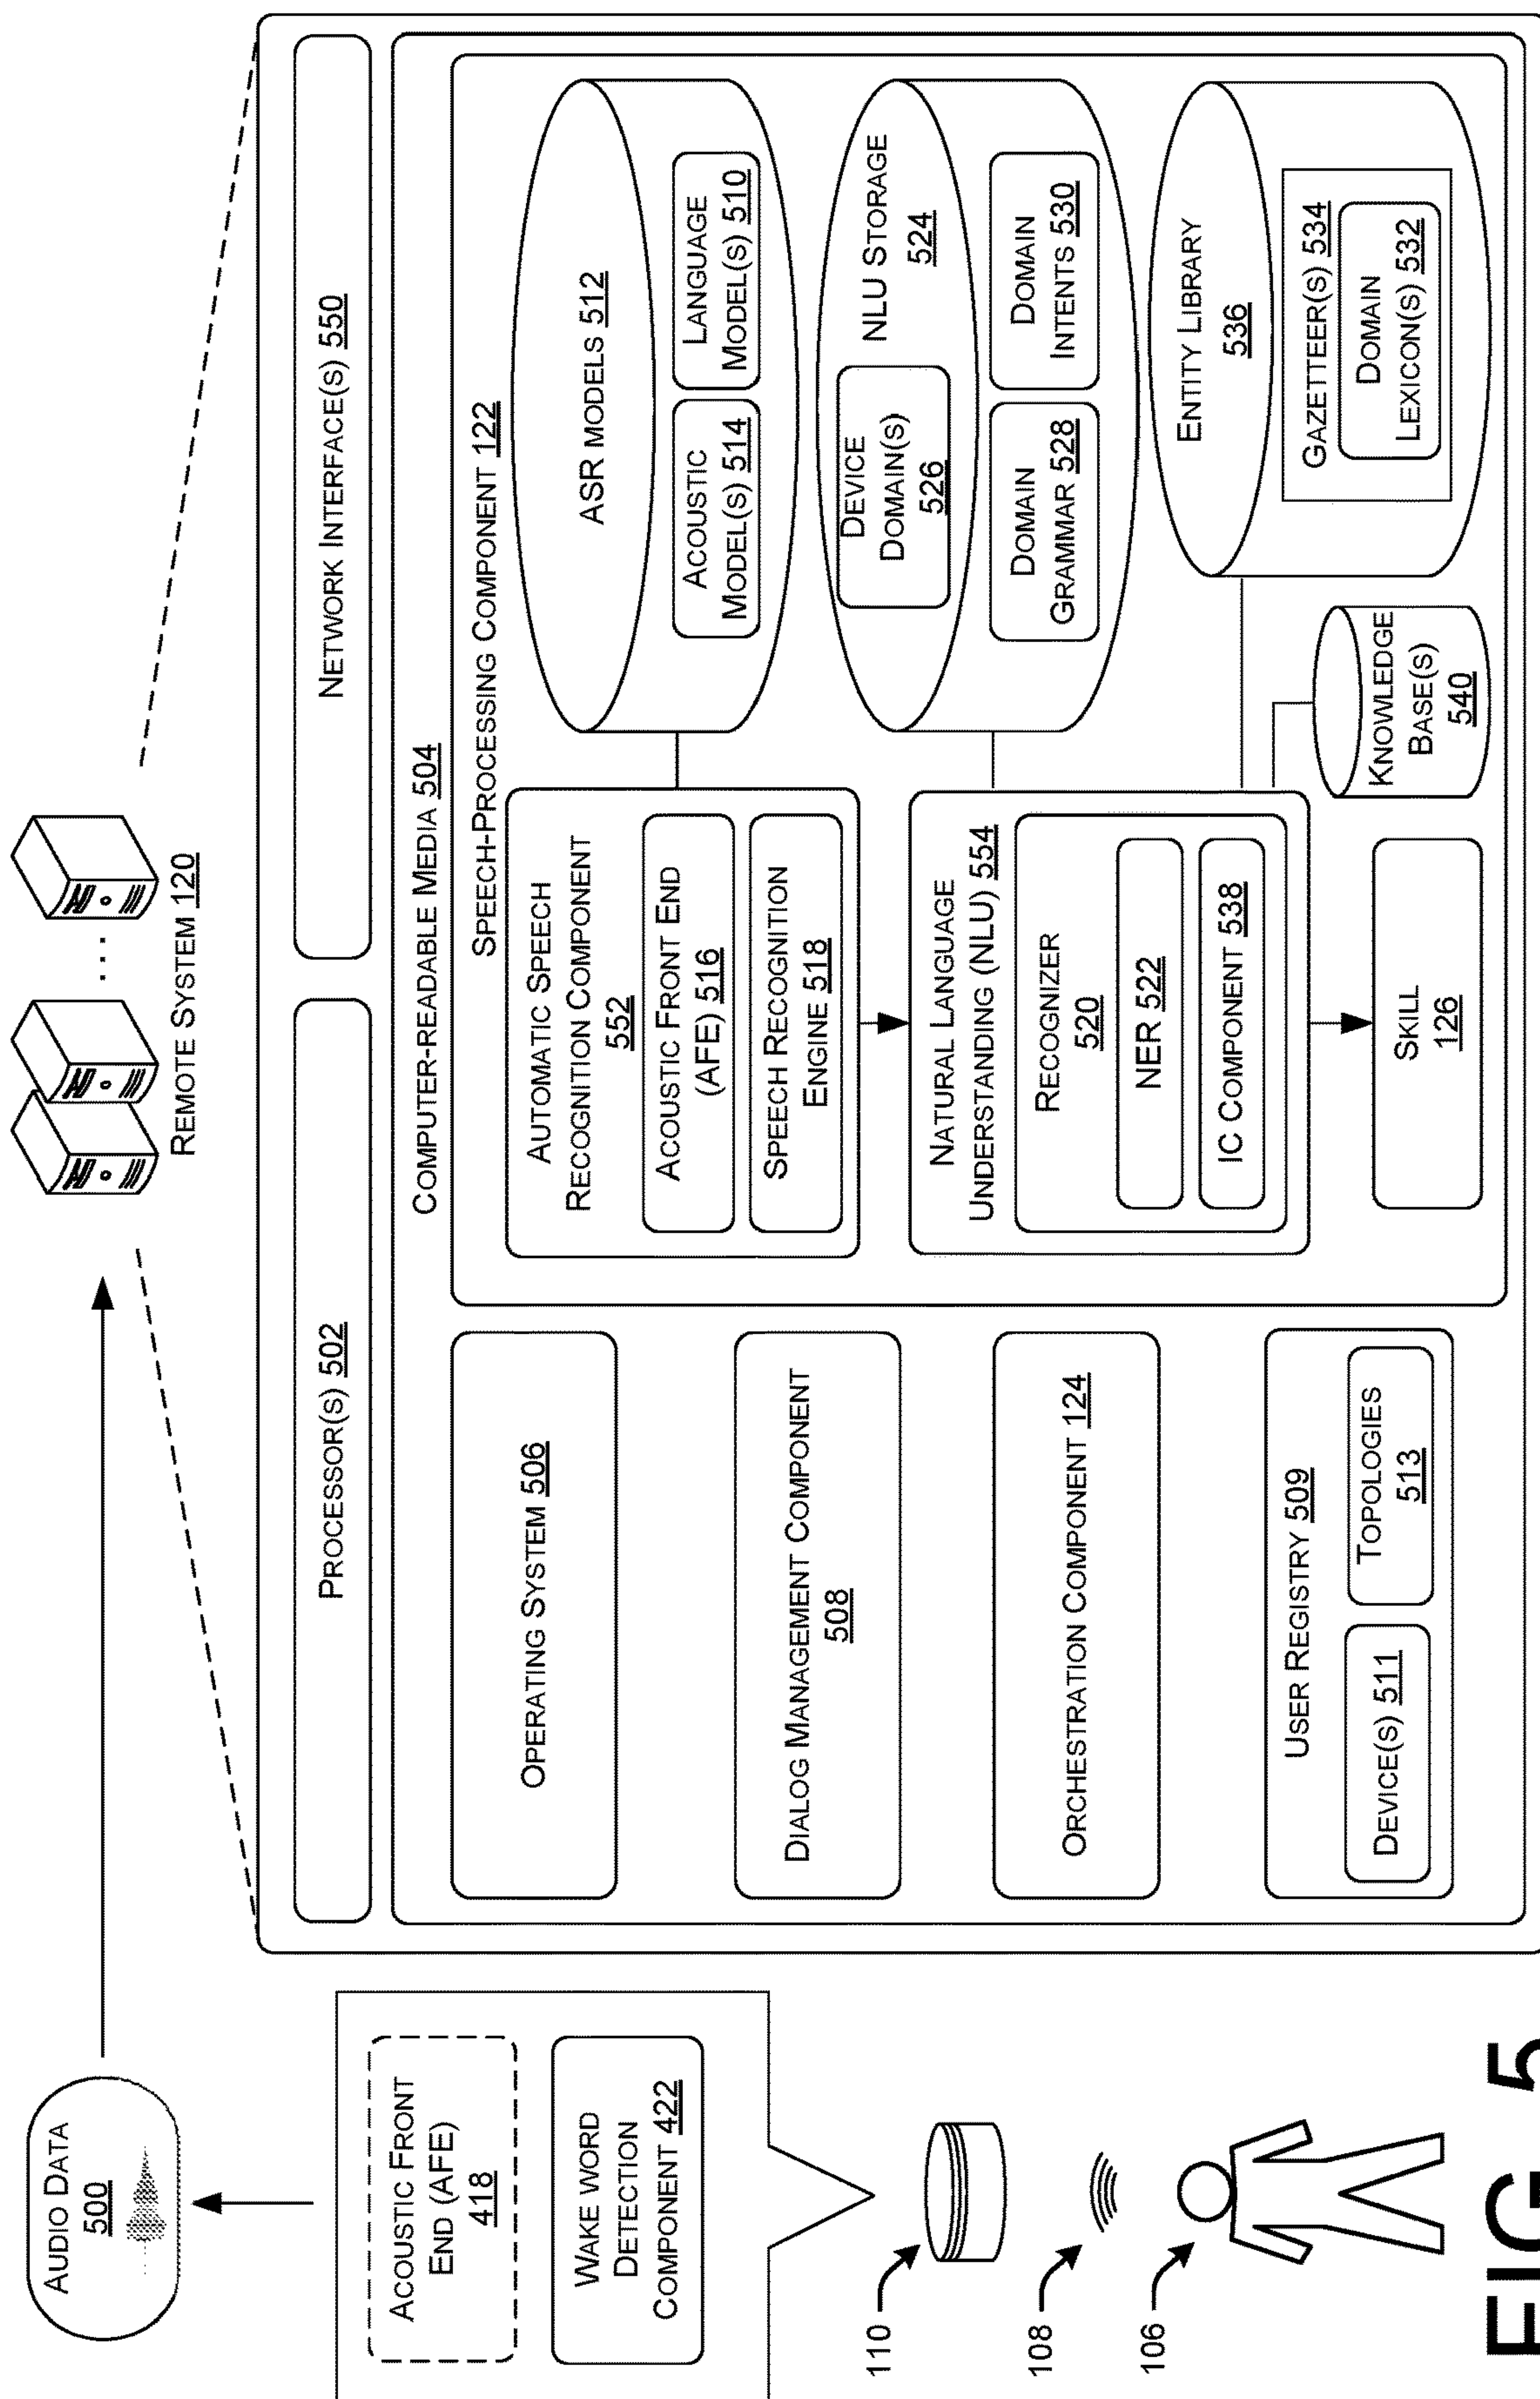 AUDIO DATA
500
REMOTE SYSTEM 120
ACOUSTIC FRONT
END (AFE)
418
WAKE WORD
DETECTION
COMPONENT 422
110
108
106
PROCESSOR(S) 502
NETWORK INTERFACE(S) 550
COMPUTER-READABLE MEDIA 504
OPERATING SYSTEM 506
DIALOG MANAGEMENT COMPONENT
508
ORCHESTRATION COMPONENT 124
USER REGISTRY 509
DEVICE(S) 511
TOPOLOGIES
513
SPEECH-PROCESSING COMPONENT 122
AUTOMATIC SPEECH
RECOGNITION COMPONENT
552
ACOUSTIC FRONT END
(AFE) 516
SPEECH RECOGNITION
ENGINE 518
ASR MODELS 512
ACOUSTIC
MODEL(S) 514
LANGUAGE
MODEL(S) 510
NATURAL LANGUAGE
UNDERSTANDING (NLU) 554
RECOGNIZER
520
NER 522
IC COMPONENT 538
NLU STORAGE
524
DEVICE
DOMAIN(S)
526
DOMAIN
GRAMMAR 528
DOMAIN
INTENTS 530
SKILL
126
KNOWLEDGE
BASE(S)
540
ENTITY LIBRARY
536
GAZETTEER(S) 534
DOMAIN
LEXICON(S) 532
FIG. 5